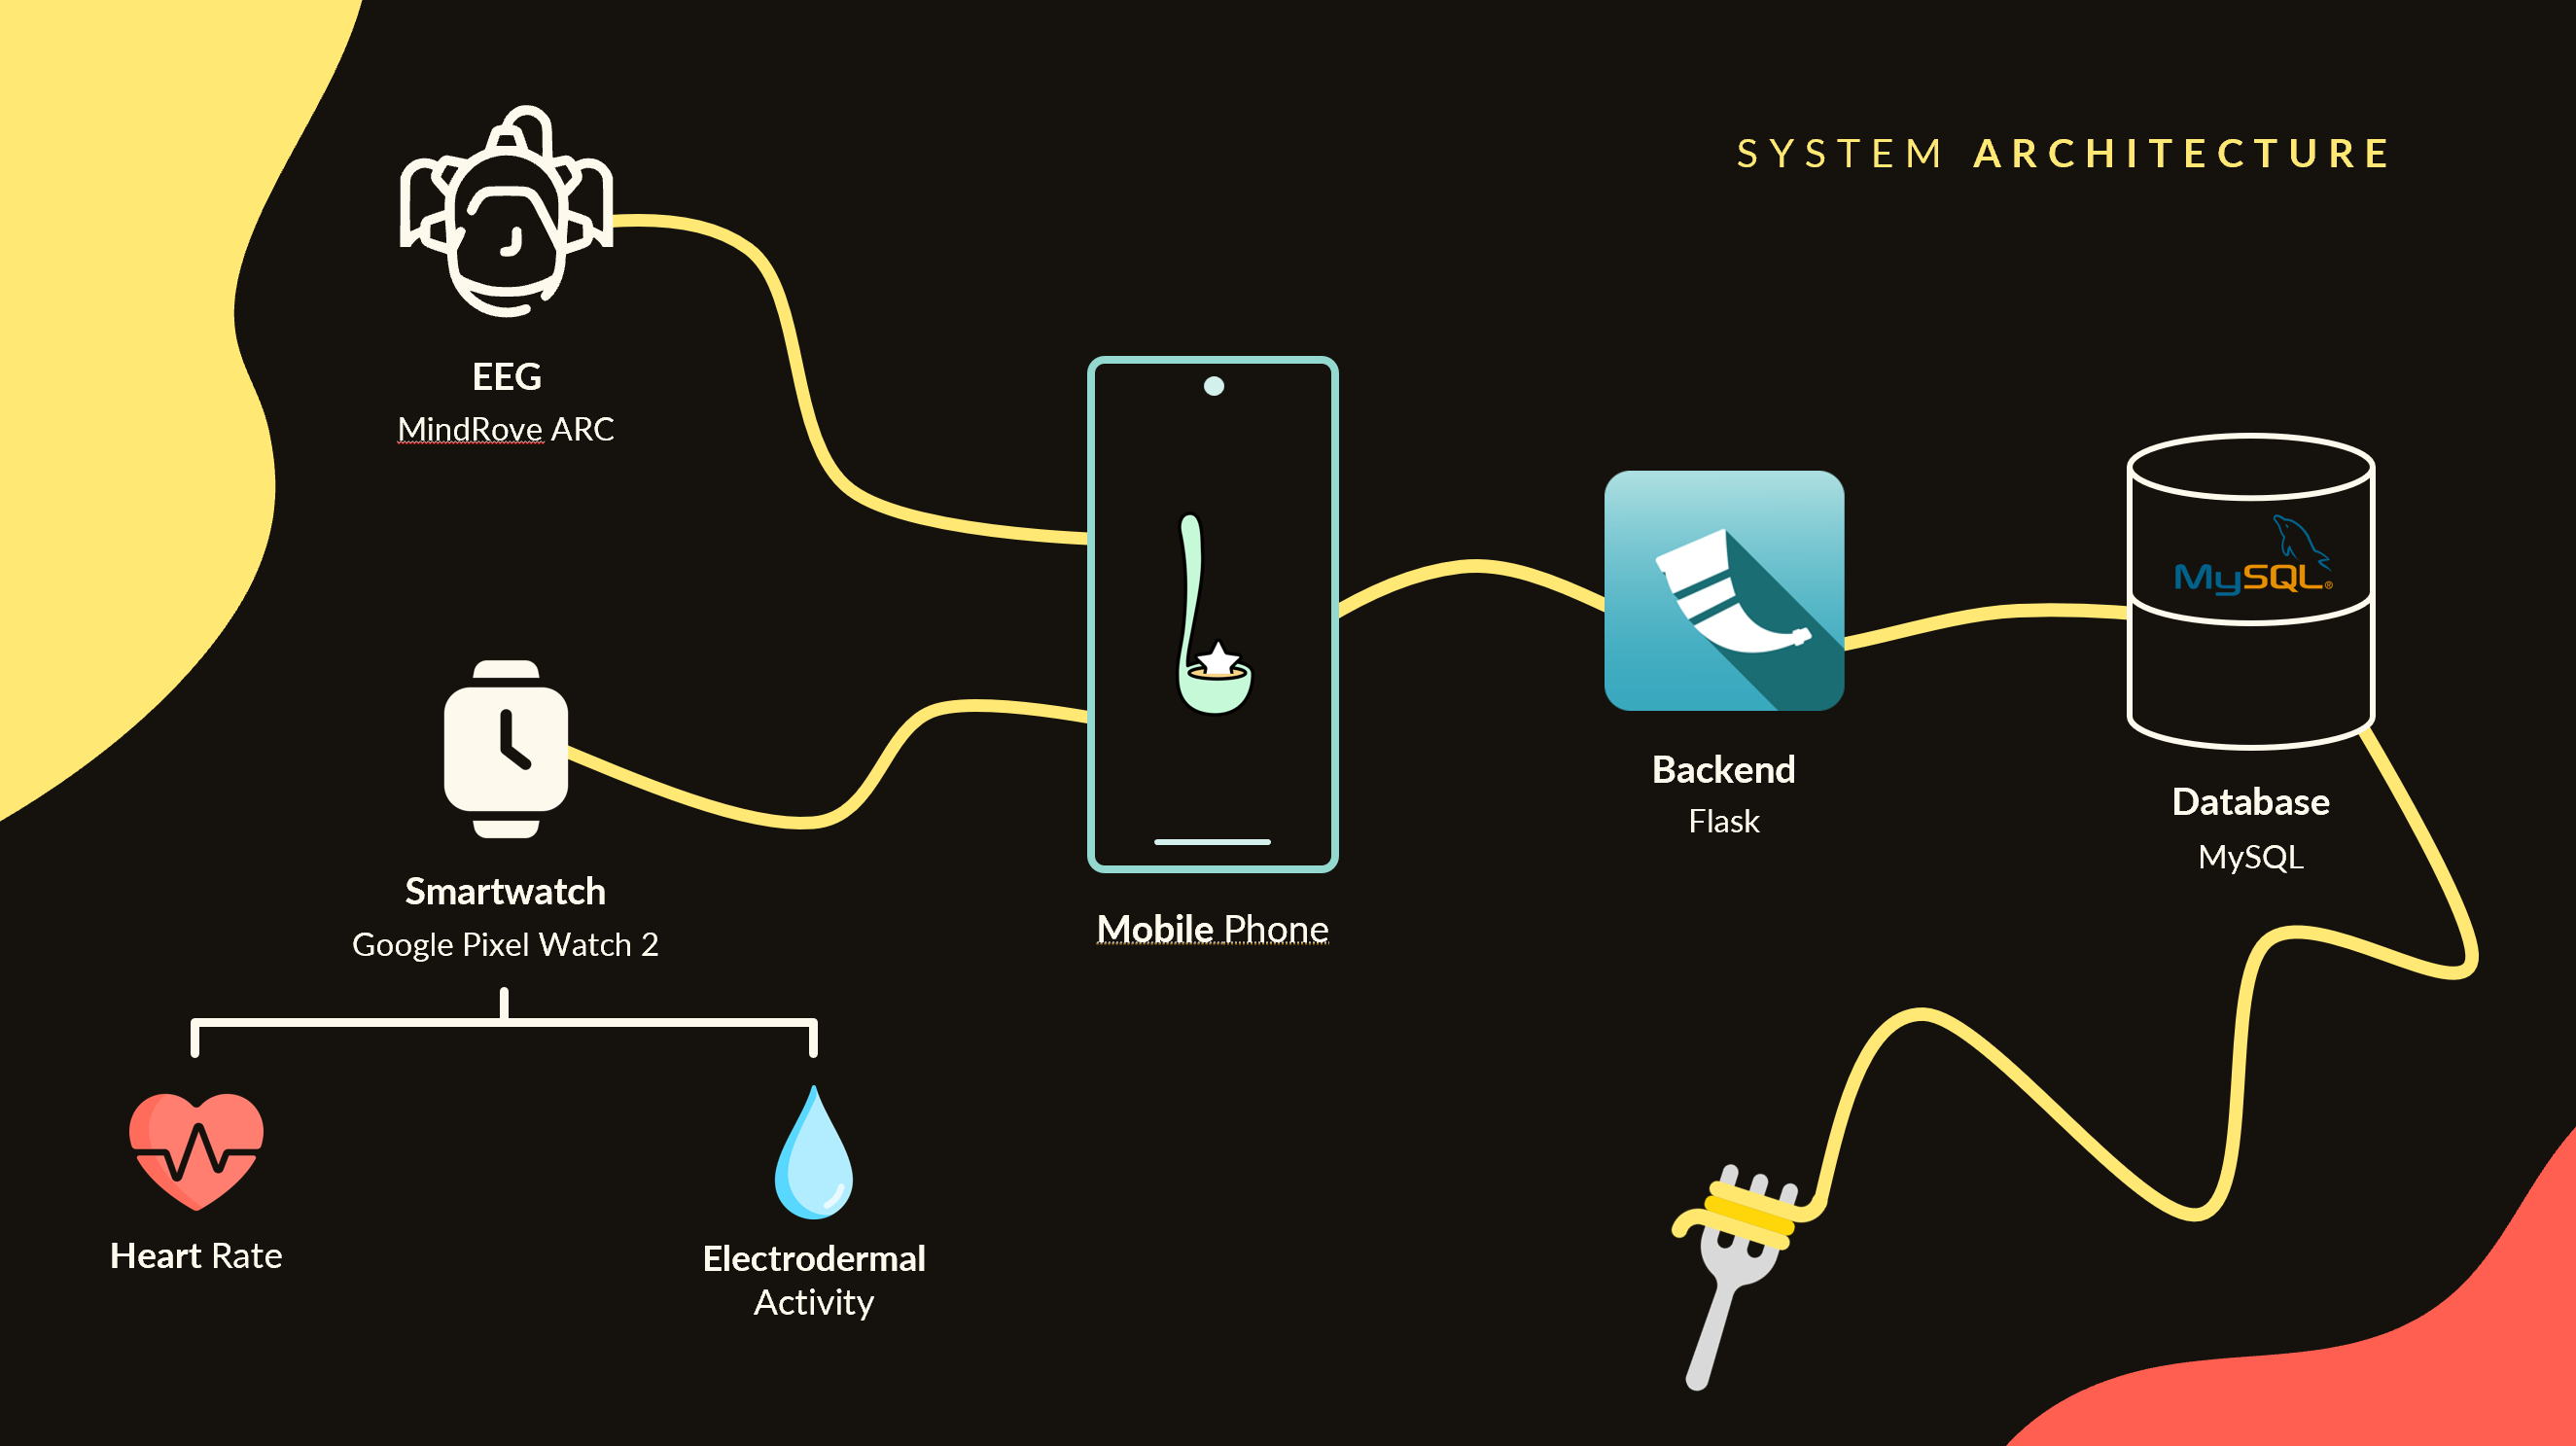 SYSTEM ARCHITECTURE
EEG
MindRove ARC
Smartwatch
Google Pixel Watch 2
Heart Rate
Electrodermal
Activity
Mobile Phone
Backend
Flask
MySQL®
Database
MySQL